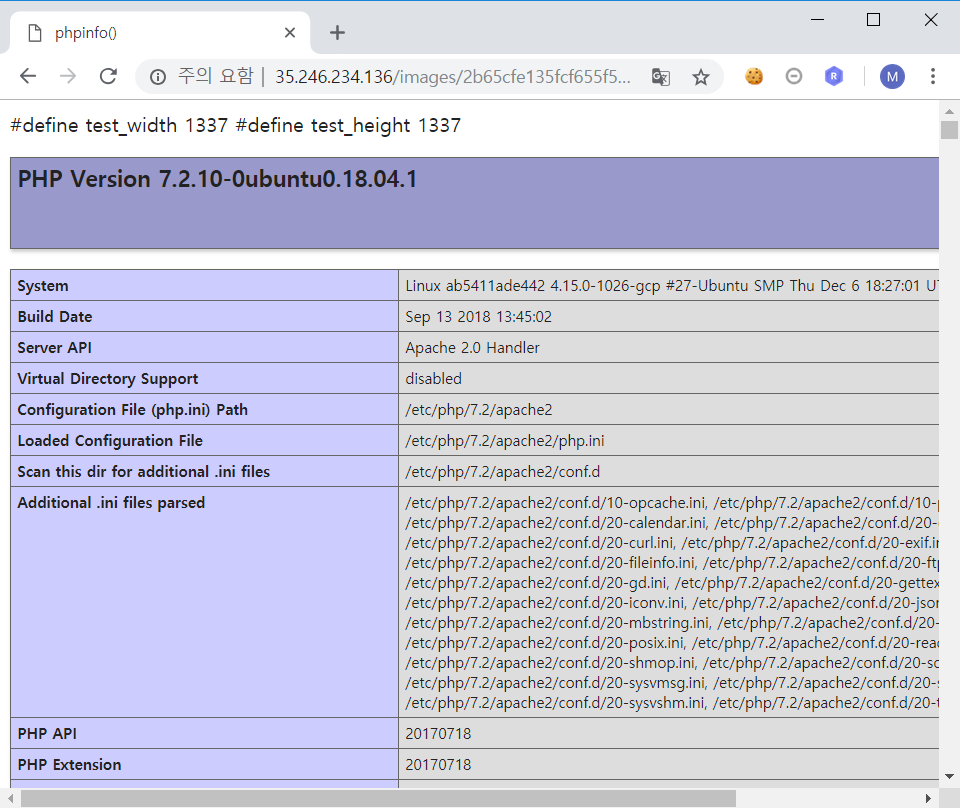 phpinfo()
주의 요함 | 35.246.234.136/images/2b65cfe135fcf655f5...
R
M
#define test_width 1337 #define test_height 1337
PHP Version 7.2.10-0ubuntu0.18.04.1
System Linux ab5411ade442 4.15.0-1026-gcp #27-Ubuntu SMP Thu Dec 6 18:27:01
Build Date Sep 13 2018 13:45:02
Server API Apache 2.0 Handler
Virtual Directory Support disabled
Configuration File (php.ini) Path /etc/php/7.2/apache2
Loaded Configuration File /etc/php/7.2/apache2/php.ini
Scan this dir for additional .ini files /etc/php/7.2/apache2/conf.d
Additional .ini files parsed /etc/php/7.2/apache2/conf.d/10-opcache.ini, /etc/php/7.2/apache2/conf.d/10-
/etc/php/7.2/apache2/conf.d/20-calendar.ini, /etc/php/7.2/apache2/conf.d/20-
/etc/php/7.2/apache2/conf.d/20-curl.ini, /etc/php/7.2/apache2/conf.d/20-exif.in
/etc/php/7.2/apache2/conf.d/20-fileinfo.ini, /etc/php/7.2/apache2/conf.d/20-ft
/etc/php/7.2/apache2/conf.d/20-gd.ini, /etc/php/7.2/apache2/conf.d/20-gettex
/etc/php/7.2/apache2/conf.d/20-iconv.ini, /etc/php/7.2/apache2/conf.d/20-json
/etc/php/7.2/apache2/conf.d/20-mbstring.ini, /etc/php/7.2/apache2/conf.d/20-
/etc/php/7.2/apache2/conf.d/20-posix.ini, /etc/php/7.2/apache2/conf.d/20-read
/etc/php/7.2/apache2/conf.d/20-shmop.ini, /etc/php/7.2/apache2/conf.d/20-so
/etc/php/7.2/apache2/conf.d/20-sysvmsg.ini, /etc/php/7.2/apache2/conf.d/20-s
/etc/php/7.2/apache2/conf.d/20-sysvshm.ini, /etc/php/7.2/apache2/conf.d/20-t
PHP API 20170718
PHP Extension 20170718